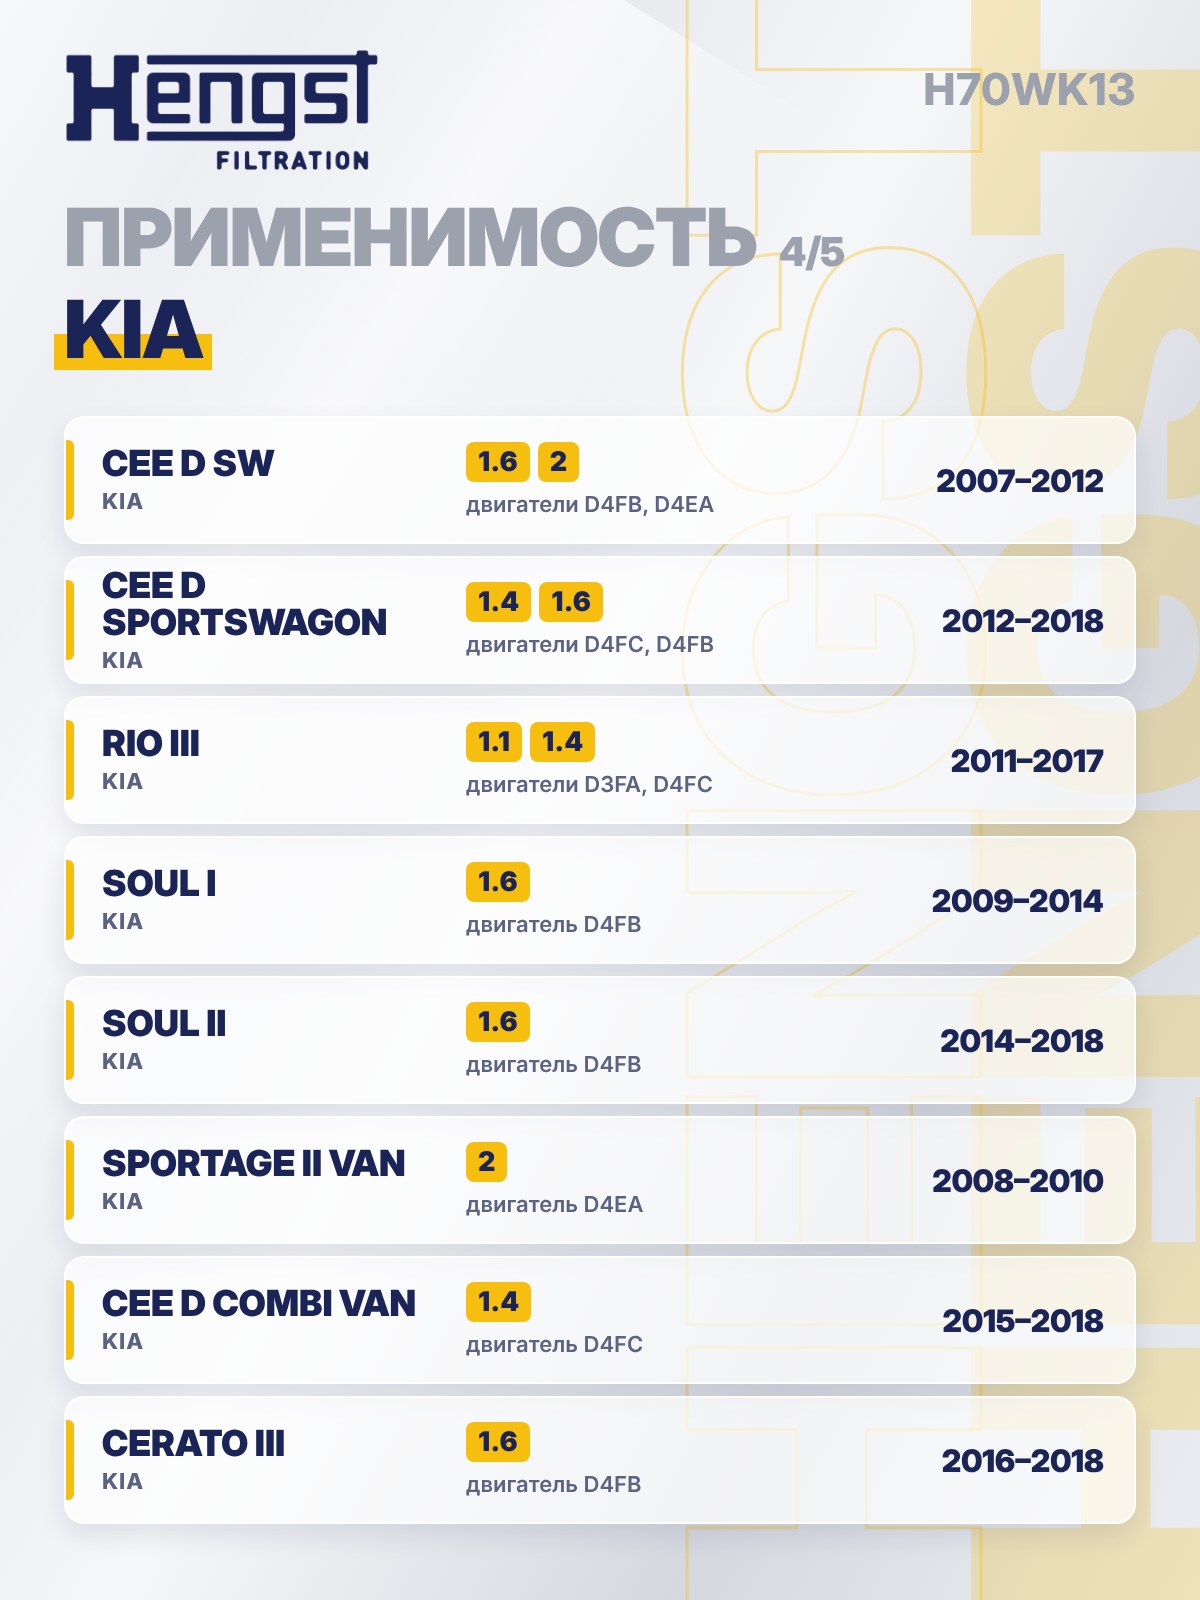 Hengst
FILTRATION
H70WK13
ПРИМЕНИМОСТЬ 4/5
KIA
CEE D SW
KIA
1.6 2
двигатели D4FB, D4EA
2007–2012
CEE D
SPORTSWAGON
KIA
1.4 1.6
двигатели D4FC, D4FB
2012–2018
RIO III
KIA
1.1 1.4
двигатели D3FA, D4FC
2011–2017
SOUL I
KIA
1.6
двигатель D4FB
2009–2014
SOUL II
KIA
1.6
двигатель D4FB
2014–2018
SPORTAGE II VAN
KIA
2
двигатель D4EA
2008–2010
CEE D COMBI VAN
KIA
1.4
двигатель D4FC
2015–2018
CERATO III
KIA
1.6
двигатель D4FB
2016–2018
HENGST
HENGST